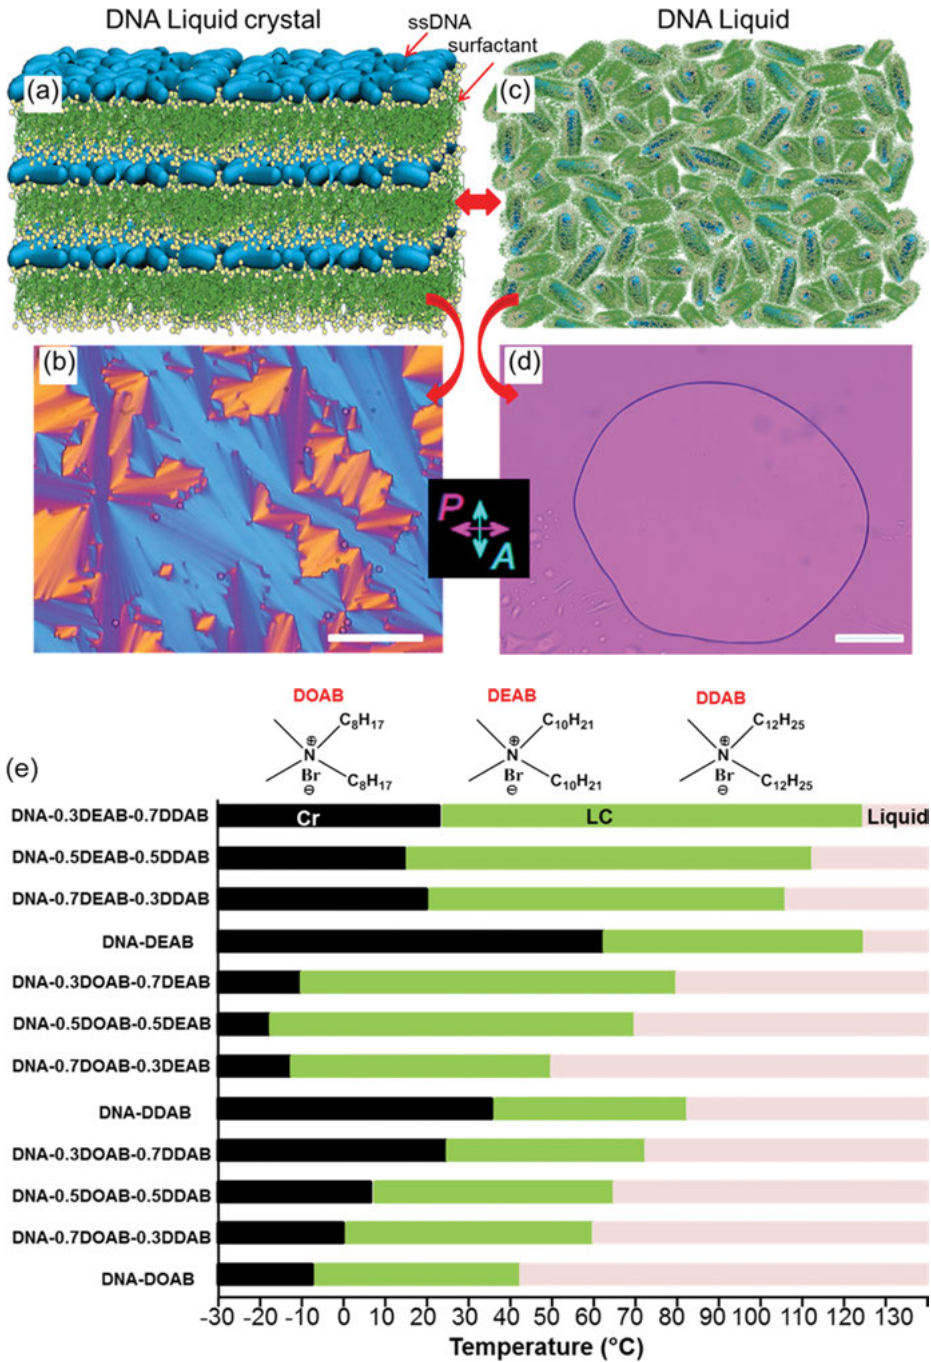 DNA Liquid crystal
DNA Liquid
ssDNA
surfactant
(a)
(c)
(b)
(d)
P
A
DOAB
DEAB
DDAB
C8H17
C10H21
C12H25
(e)
⊕
⊕
⊕
N
N
N
Br
Br
Br
⊖
⊖
⊖
C8H17
C10H21
C12H25
DNA-0.3DEAB-0.7DDAB
Cr
LC
Liquid
DNA-0.5DEAB-0.5DDAB
DNA-0.7DEAB-0.3DDAB
DNA-DEAB
DNA-0.3DOAB-0.7DEAB
DNA-0.5DOAB-0.5DEAB
DNA-0.7DOAB-0.3DEAB
DNA-DDAB
DNA-0.3DOAB-0.7DDAB
DNA-0.5DOAB-0.5DDAB
DNA-0.7DOAB-0.3DDAB
DNA-DOAB
-30 -20 -10 0 10 20 30 40 50 60 70 80 90 100 110 120 130
Temperature (°C)